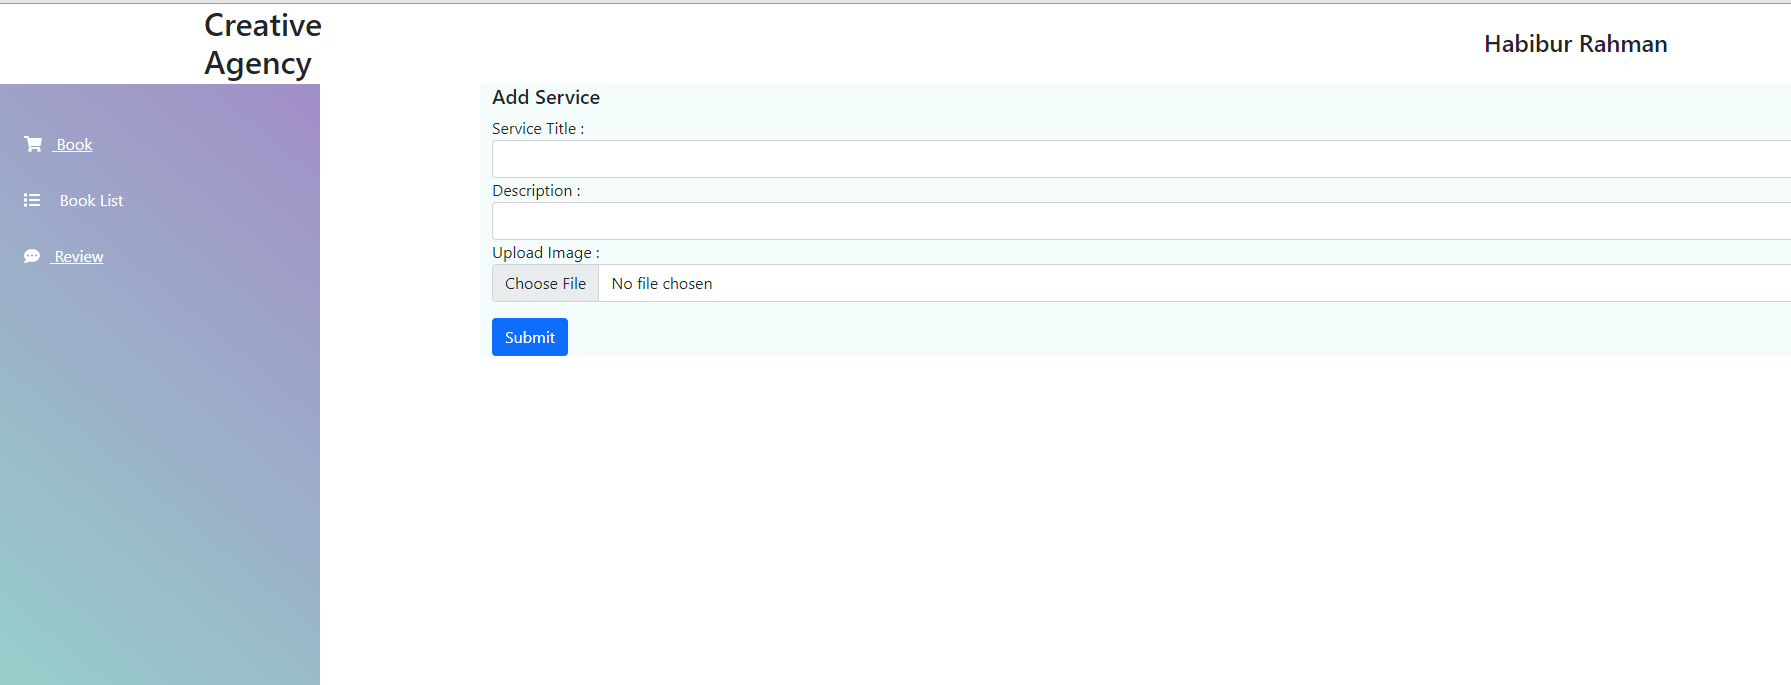 Creative
Agency
Habibur Rahman
Book
Book List
Review
Add Service
Service Title :
Description :
Upload Image :
Choose File No file chosen
Submit